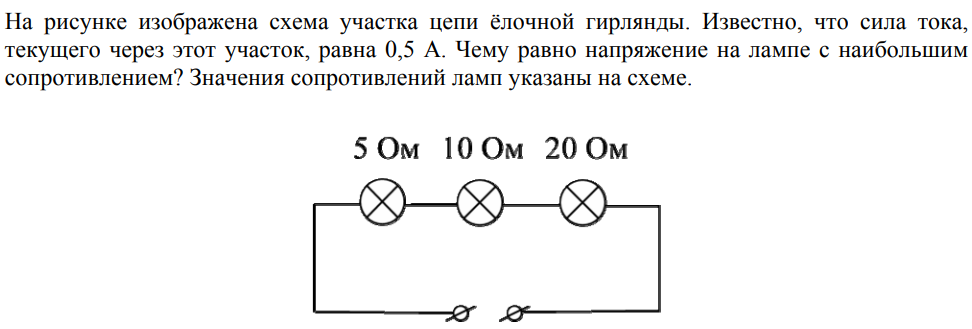 На рисунке изображена схема участка цепи ёлочной гирлянды. Известно, что сила тока,
текущего через этот участок, равна 0,5 А. Чему равно напряжение на лампе с наибольшим
сопротивлением? Значения сопротивлений ламп указаны на схеме.
5 Ом 10 Ом 20 Ом